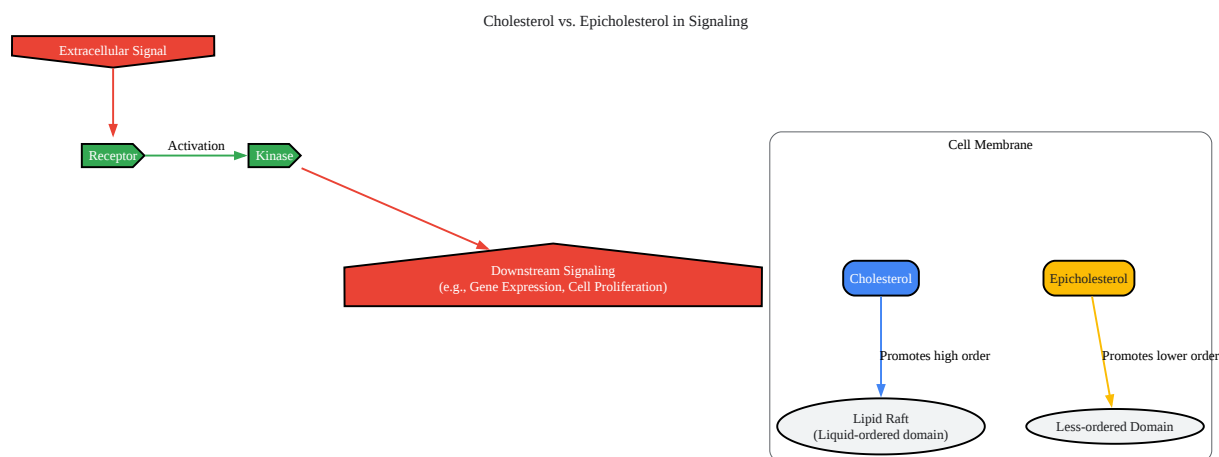 Cholesterol vs. Epicholesterol in Signaling
Extracellular Signal
Receptor
Activation
Kinase
Downstream Signaling
(e.g., Gene Expression, Cell Proliferation)
Cell Membrane
Cholesterol
Epicholesterol
Promotes high order
Promotes lower order
Lipid Raft
(Liquid-ordered domain)
Less-ordered Domain